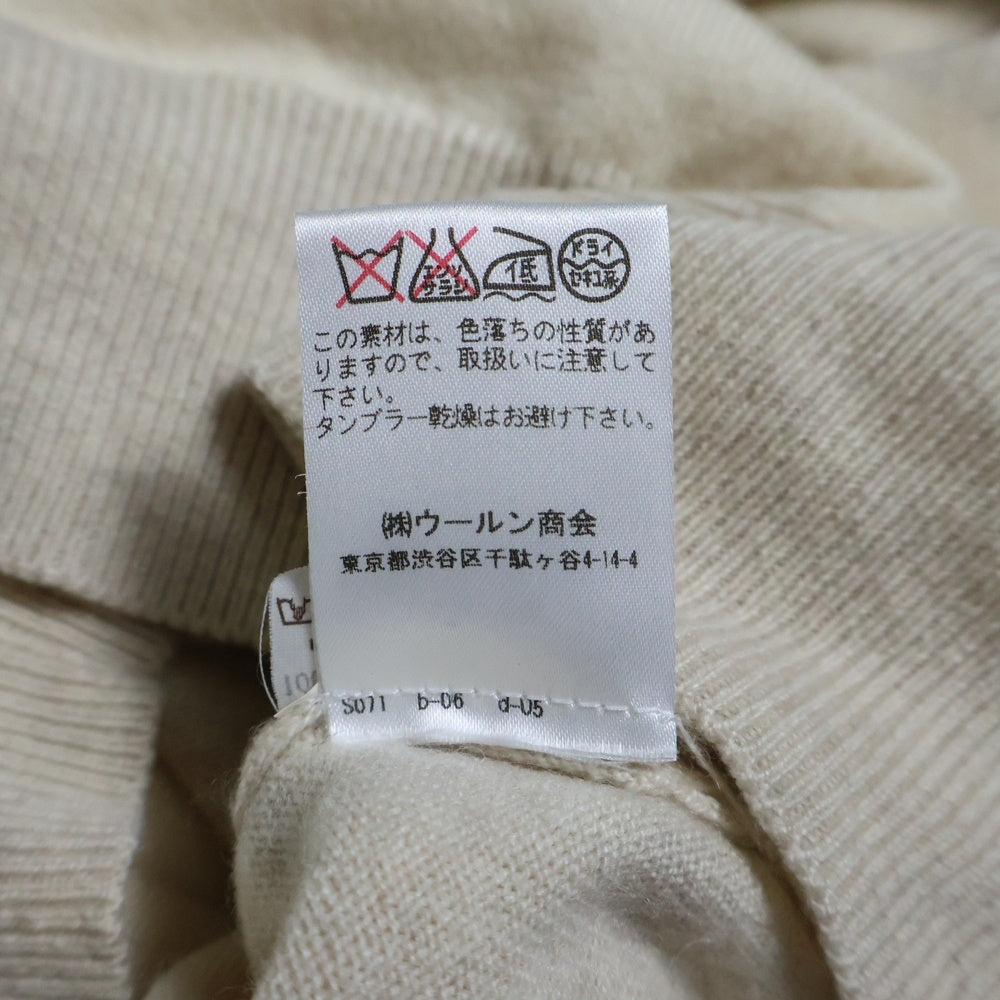 エンソ
サラシ
低
ドライ
セキユ系
この素材は、色落ちの性質があ
りますので、取扱いに注意して
下さい。
タンブラー乾燥はお避け下さい。
㈱ウールン商会
東京都渋谷区千駄ヶ谷4-14-4
S071 b-06 d-05